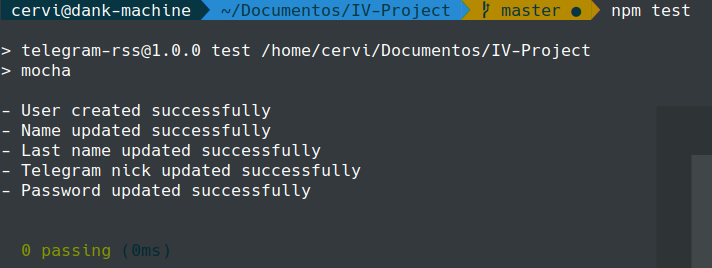 cervi@dank-machine ~/Documentos/IV-Project master ● npm test
> telegram-rss@1.0.0 test /home/cervi/Documentos/IV-Project
> mocha
– User created successfully
– Name updated successfully
– Last name updated successfully
– Telegram nick updated successfully
– Password updated successfully
0 passing (0ms)